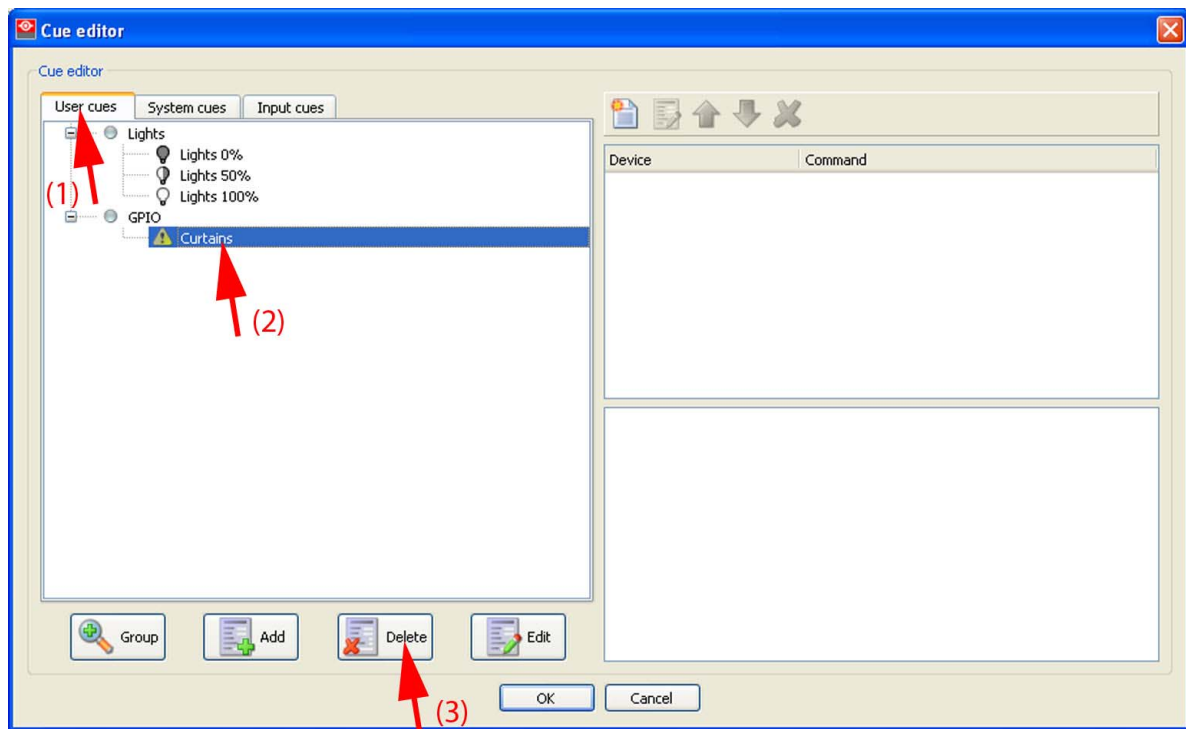 Cue editor
Cue editor
User cues System cues Input cues
Lights
Lights 0%
Lights 50%
Lights 100%
GPIO
Curtains
(1)
(2)
Device Command
Group Add Delete Edit
(3)
OK Cancel